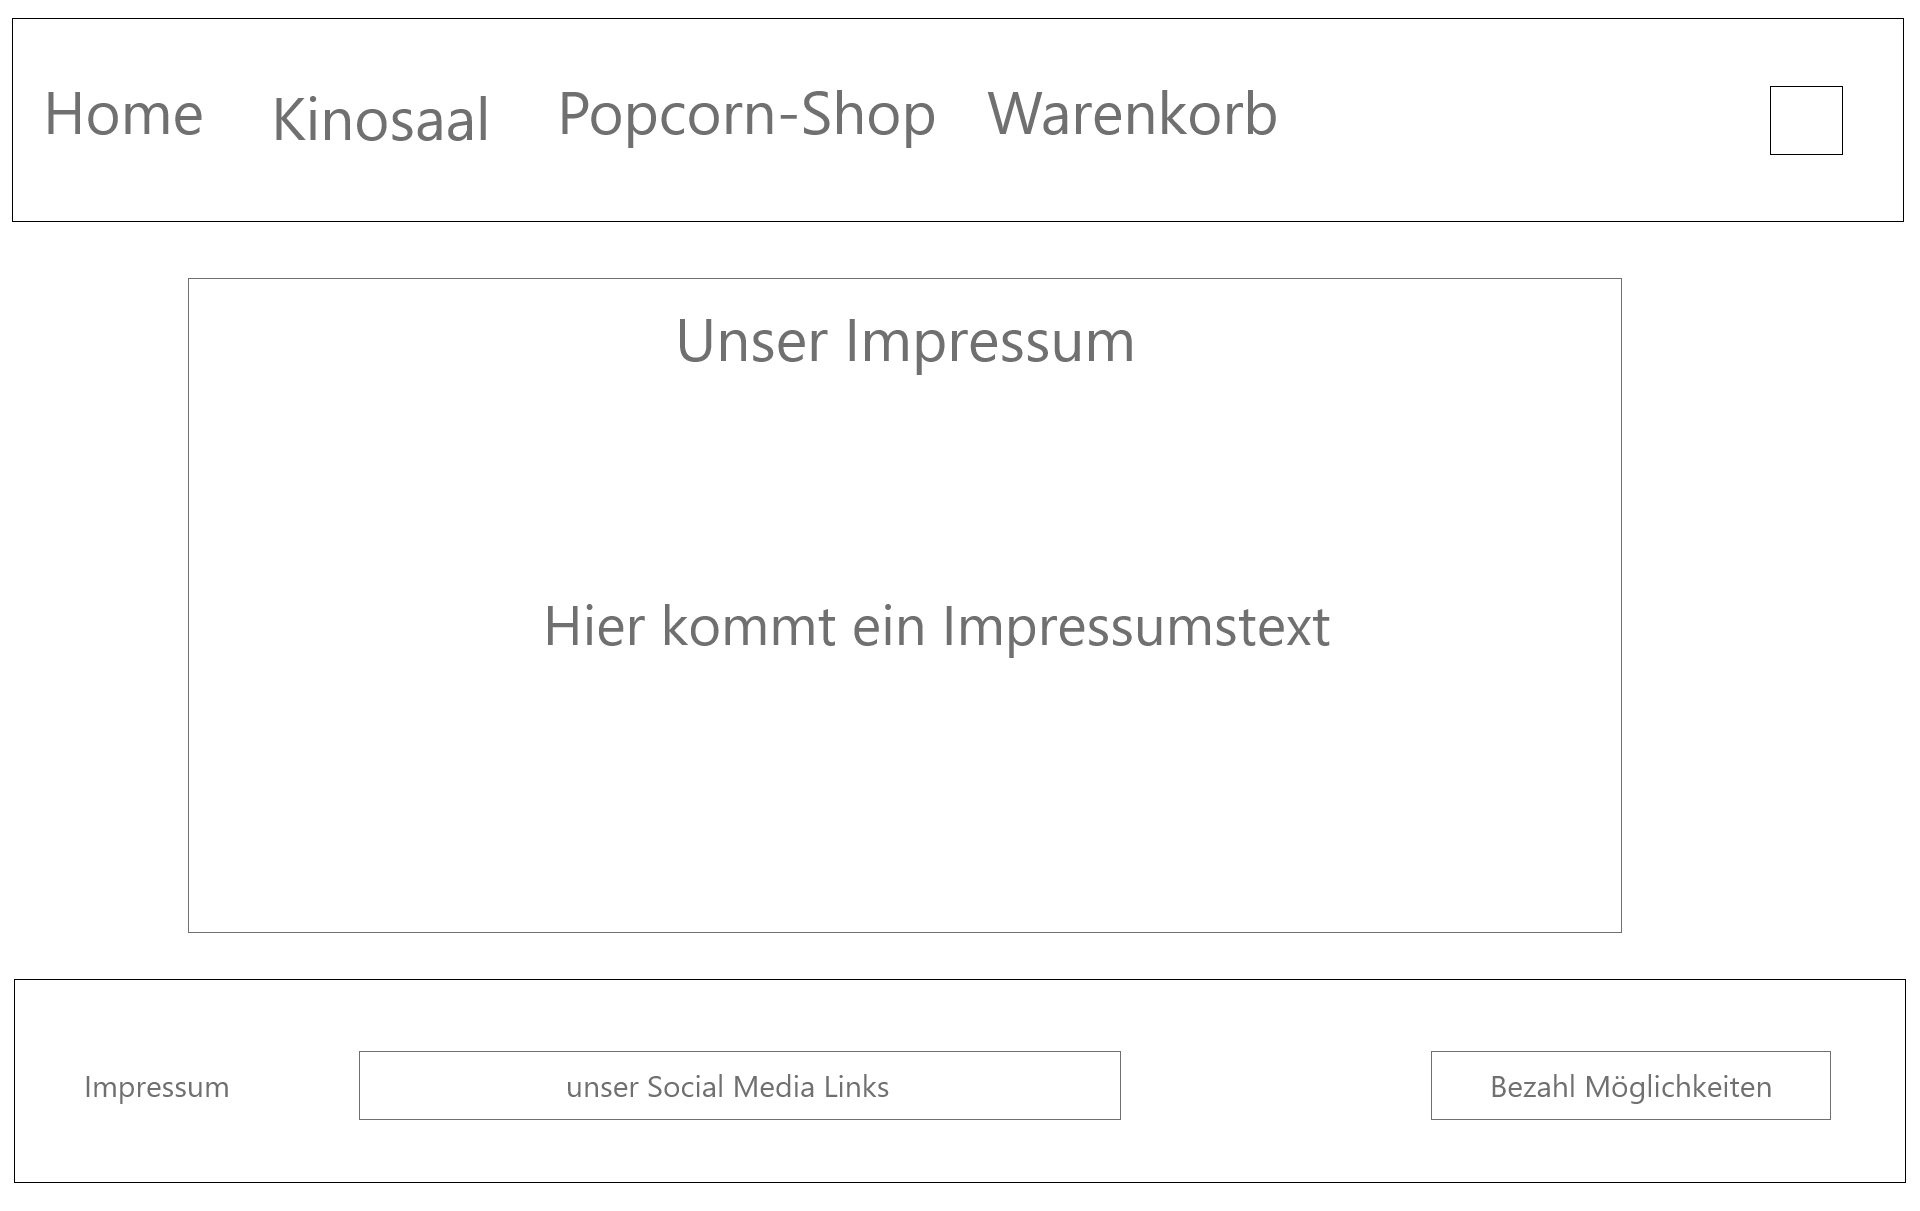 Home Kinosaal Popcorn-Shop Warenkorb
Unser Impressum
Hier kommt ein Impressumstext
Impressum unser Social Media Links Bezahl Möglichkeiten